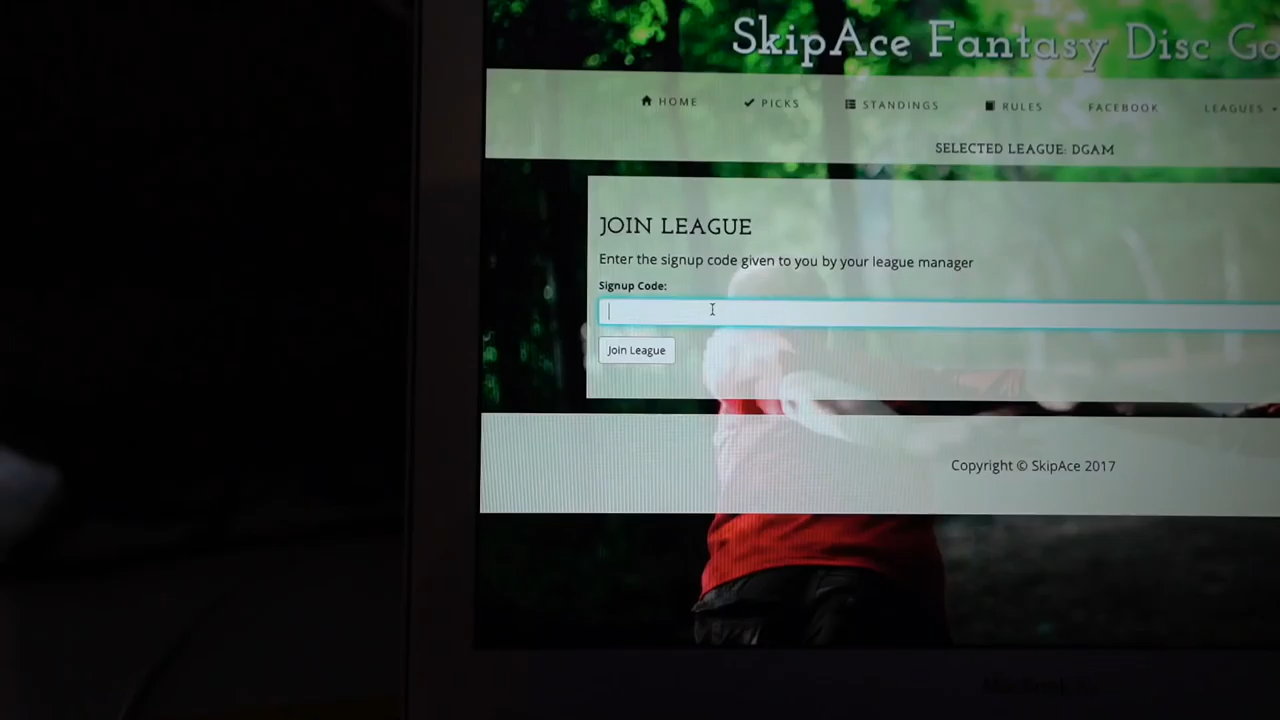 SkipAce Fantasy Disc Go
HOME PICKS STANDINGS RULES FACEBOOK LEAGUES
SELECTED LEAGUE: DGAM
JOIN LEAGUE
Enter the signup code given to you by your league manager
Signup Code:
Join League
Copyright © SkipAce 2017